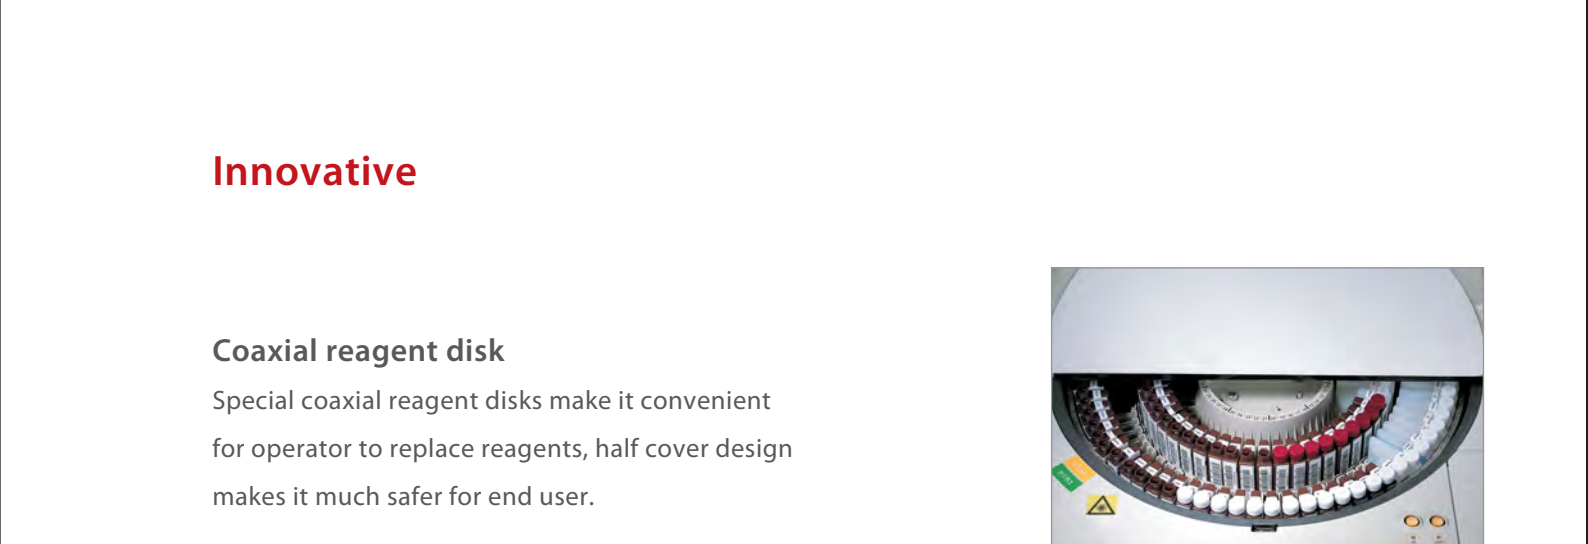 Innovative
Coaxial reagent disk
Special coaxial reagent disks make it convenient
for operator to replace reagents, half cover design
makes it much safer for end user.